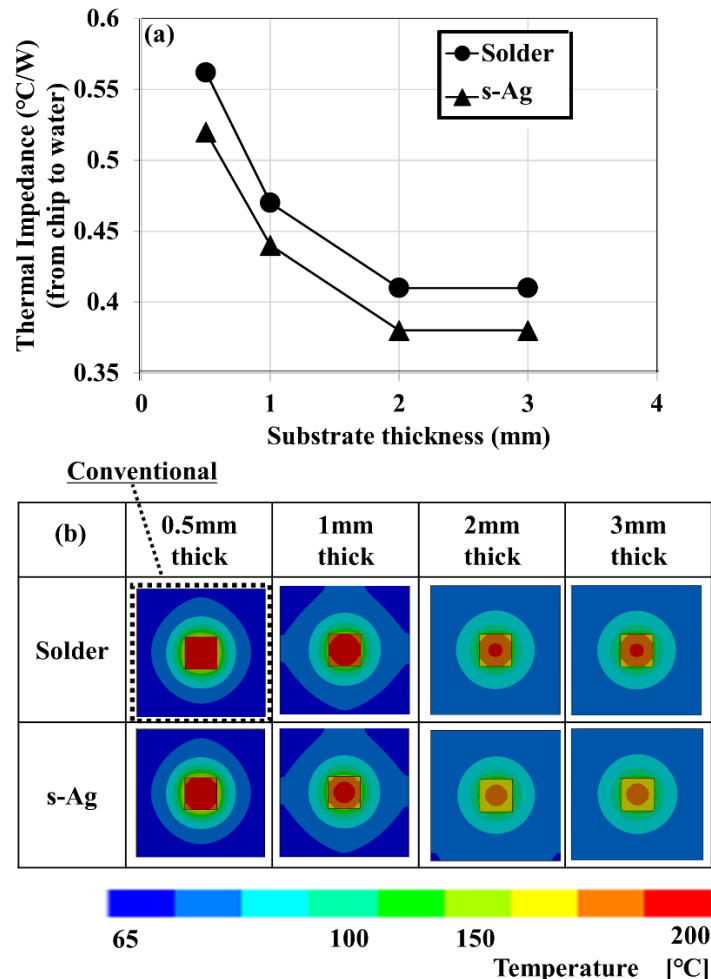 0.6
(a)
Solder
s-Ag
0.55
0.5
0.45
0.4
0.35
Thermal Impedance (°C/W)
(from chip to water)
0 1 2 3 4
Substrate thickness (mm)
Conventional
(b) 0.5mm thick 1mm thick 2mm thick 3mm thick
Solder
s-Ag
65 100 150 200
Temperature [°C]